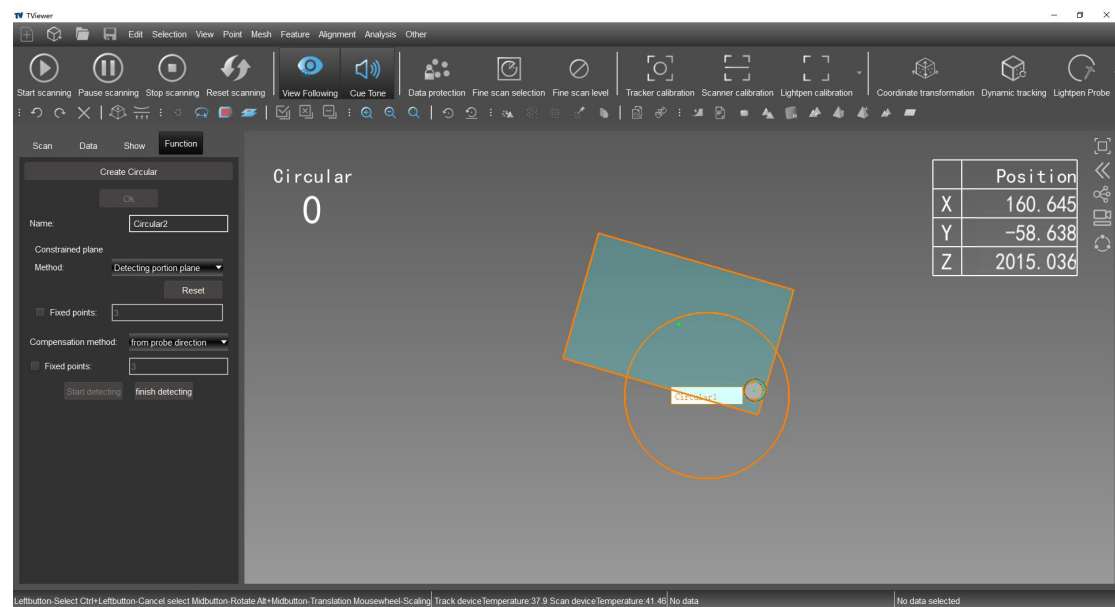 TViewer
Edit Selection View Point Mesh Feature Alignment Analysis Other
Start scanning Pause scanning Stop scanning Reset scanning View Following Cue Tone Data protection Fine scan selection Fine scan level Tracker calibration Scanner calibration Lightpen calibration Coordinate transformation Dynamic tracking Lightpen Probe
Scan Data Show Function
Create Circular
Ok
Name: Circular2
Constrained plane
Method: Detecting portion plane
Reset
Fixed points: 3
Compensation method: from probe direction
Fixed points: 3
Start detecting finish detecting
Circular
0
Circular1
Position
X 160.645
Y -58.638
Z 2015.036
Leftbutton-Select Ctrl+Leftbutton-Cancel select Midbutton-Rotate Alt+Midbutton-Translation Mousewheel-Scaling Track deviceTemperature:37.9 Scan deviceTemperature:41.46 No data No data selected